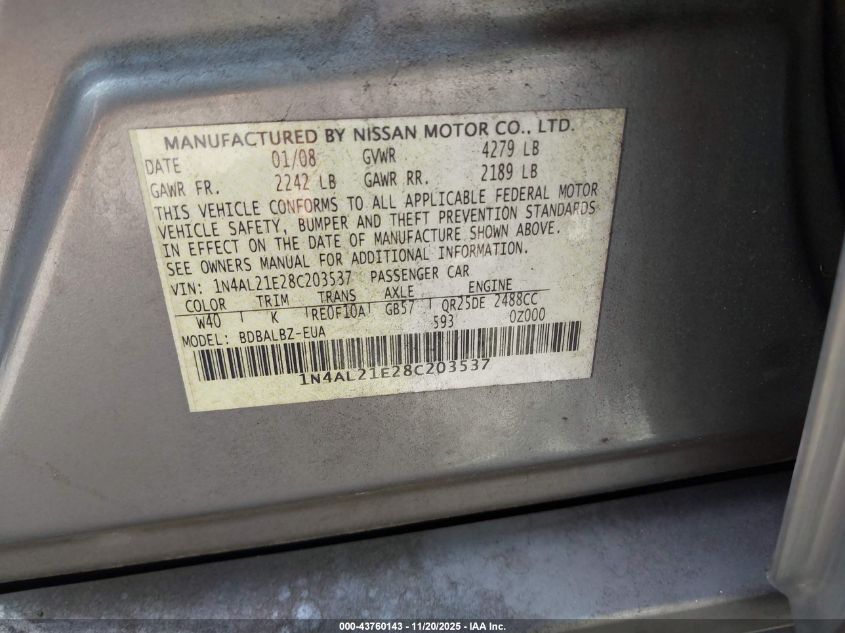 MANUFACTURED BY NISSAN MOTOR CO., LTD.
DATE 01/08 GVWR 4279 LB
GAWR FR. 2242 LB GAWR RR. 2189 LB
THIS VEHICLE CONFORMS TO ALL APPLICABLE FEDERAL MOTOR
VEHICLE SAFETY, BUMPER AND THEFT PREVENTION STANDARDS
IN EFFECT ON THE DATE OF MANUFACTURE SHOWN ABOVE.
SEE OWNERS MANUAL FOR ADDITIONAL INFORMATION.
VIN: 1N4AL21E28C203537 PASSENGER CAR
COLOR TRIM TRANS AXLE ENGINE
W40 K RE0F10A GB57 QR25DE 2488CC
MODEL: BDBALBZ-EUA 593 0Z000
1N4AL21E28C203537
000-43760143 - 11/20/2025 - IAA Inc.